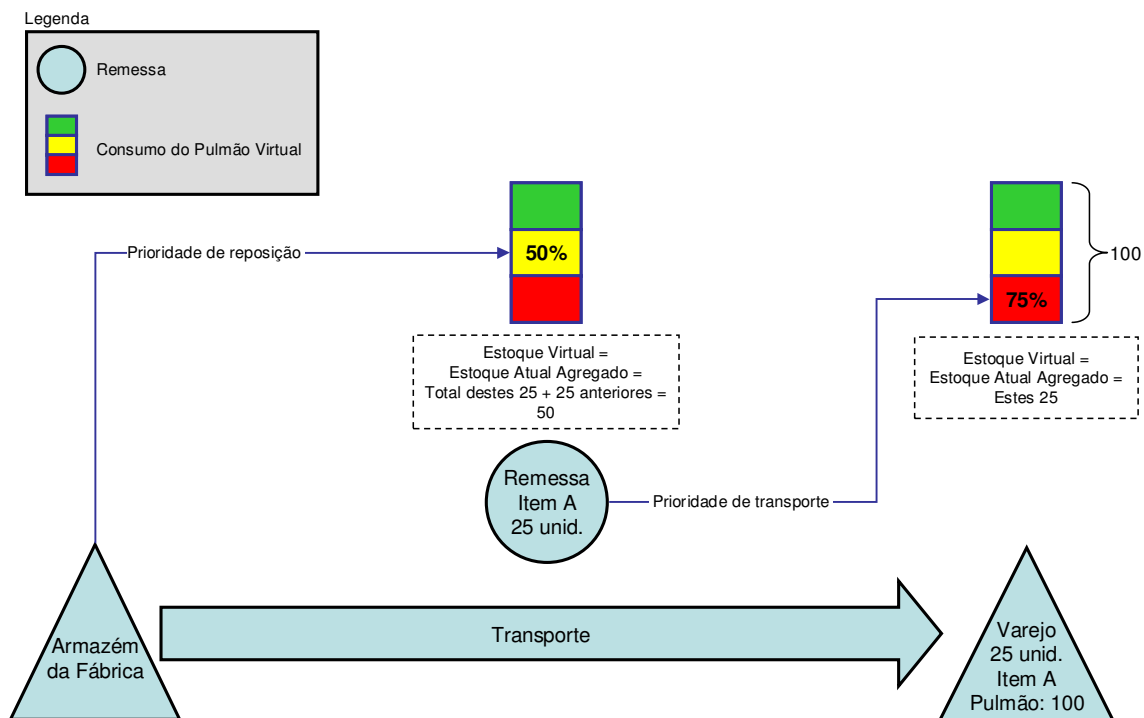 Legenda
Remessa
Consumo do Pulmão Virtual
Prioridade de reposição
50%
75%
100
Estoque Virtual =
Estoque Atual Agregado =
Total destes 25 + 25 anteriores =
50
Estoque Virtual =
Estoque Atual Agregado =
Estes 25
Remessa
Item A
25 unid.
Prioridade de transporte
Armazém
da Fábrica
Transporte
Varejo
25 unid.
Item A
Pulmão: 100